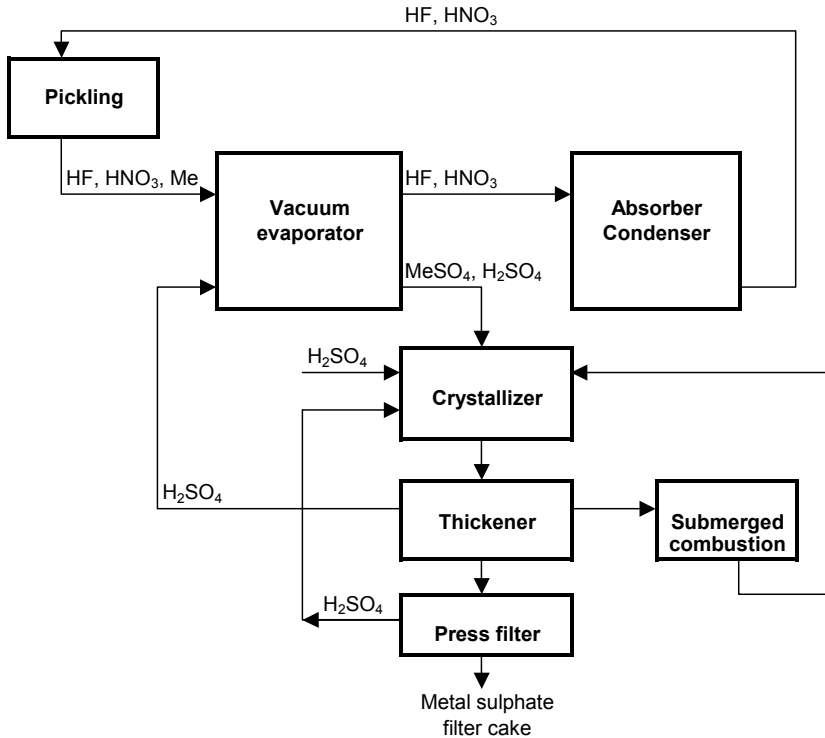 HF, HNO₃
Pickling
HF, HNO₃, Me
HF, HNO₃
Vacuum
evaporator
Absorber
Condenser
MeSO₄, H₂SO₄
H₂SO₄
Crystallizer
H₂SO₄
Thickener
Submerged
combustion
H₂SO₄
Press filter
Metal sulphate
filter cake